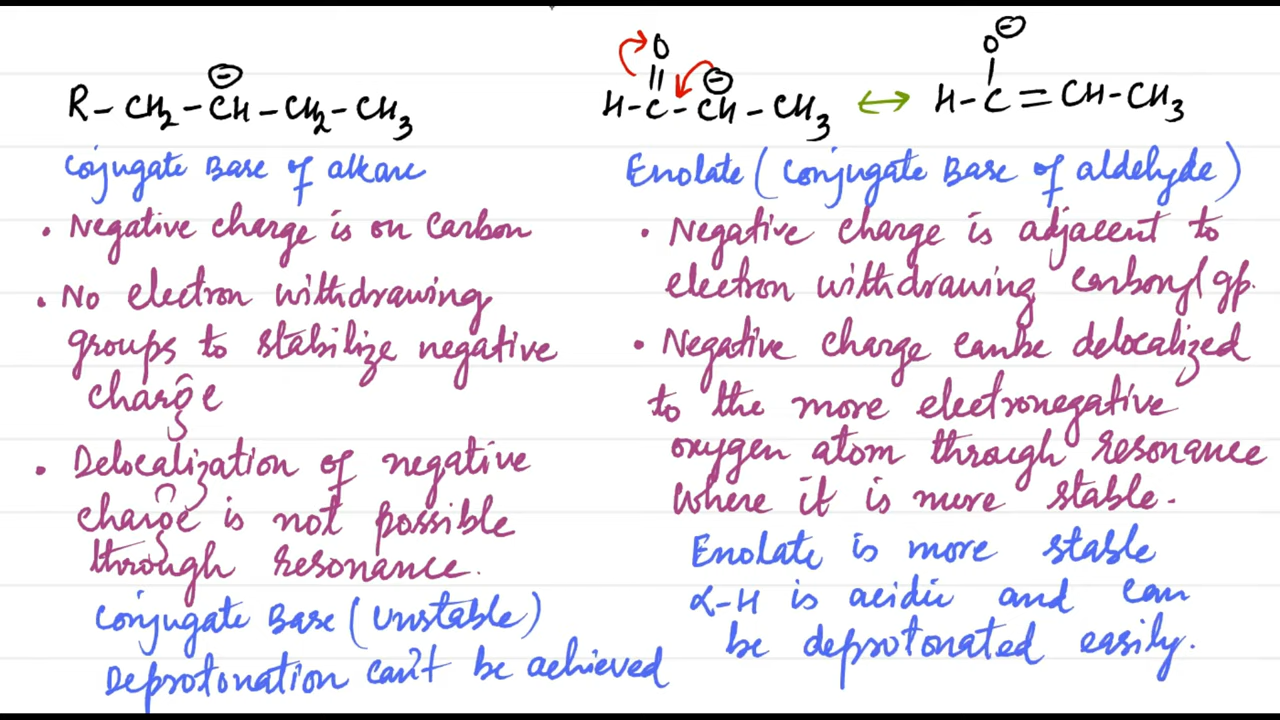 R-CH₂-CH-CH₂-CH₃
⊖
Conjugate Base of alkane
• Negative charge is on Carbon
• No electron withdrawing
groups to stabilize negative
charge
• Delocalization of negative
charge is not possible
through resonance.
Conjugate Base (Unstable)
Deprotonation can't be achieved
O
⊖
H-C-CH-CH₃ ↔ H-C=CH-CH₃
O⊖
Enolate (Conjugate Base of aldehyde)
• Negative charge is adjacent to
electron withdrawing carbonyl gp.
• Negative charge canbe delocalized
to the more electronegative
oxygen atom through resonance
where it is more stable.
Enolate is more stable
α-H is acidic and can
be deprotonated easily.